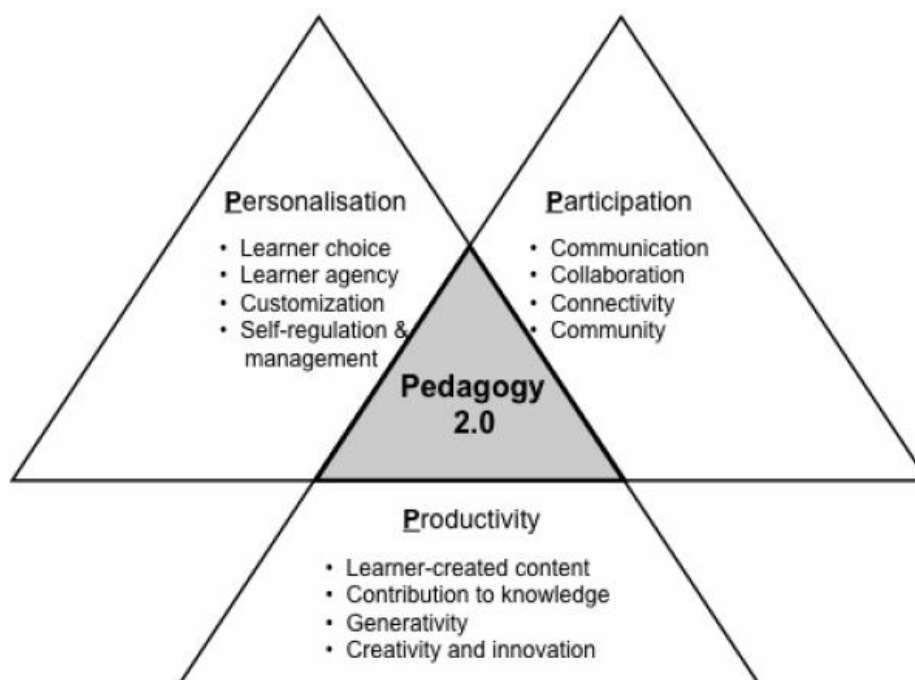 Personalisation
• Learner choice
• Learner agency
• Customization
• Self-regulation &
management
Participation
• Communication
• Collaboration
• Connectivity
• Community
Pedagogy
2.0
Productivity
• Learner-created content
• Contribution to knowledge
• Generativity
• Creativity and innovation